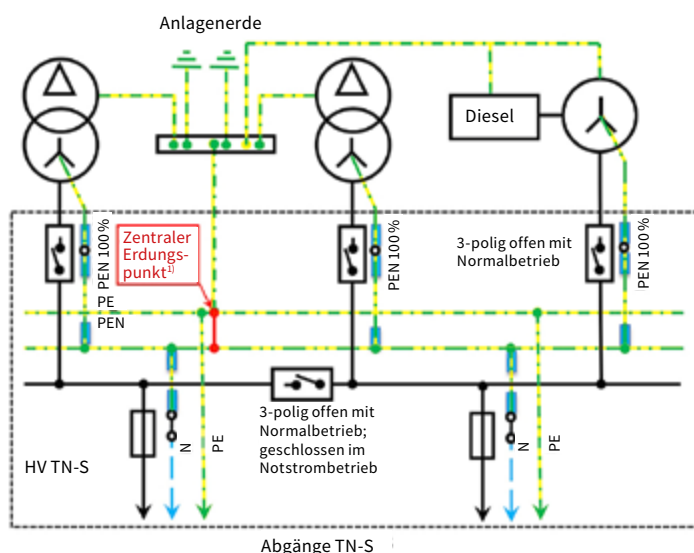 Anlagenerde
Diesel
PEN 100 %
Zentraler
Erdungs-
punkt¹⁾
PEN 100 %
3-polig offen mit
Normalbetrieb
PEN 100 %
PE
PEN
3-polig offen mit
Normalbetrieb;
geschlossen im
Notstrombetrieb
N
PE
N
PE
HV TN-S
Abgänge TN-S